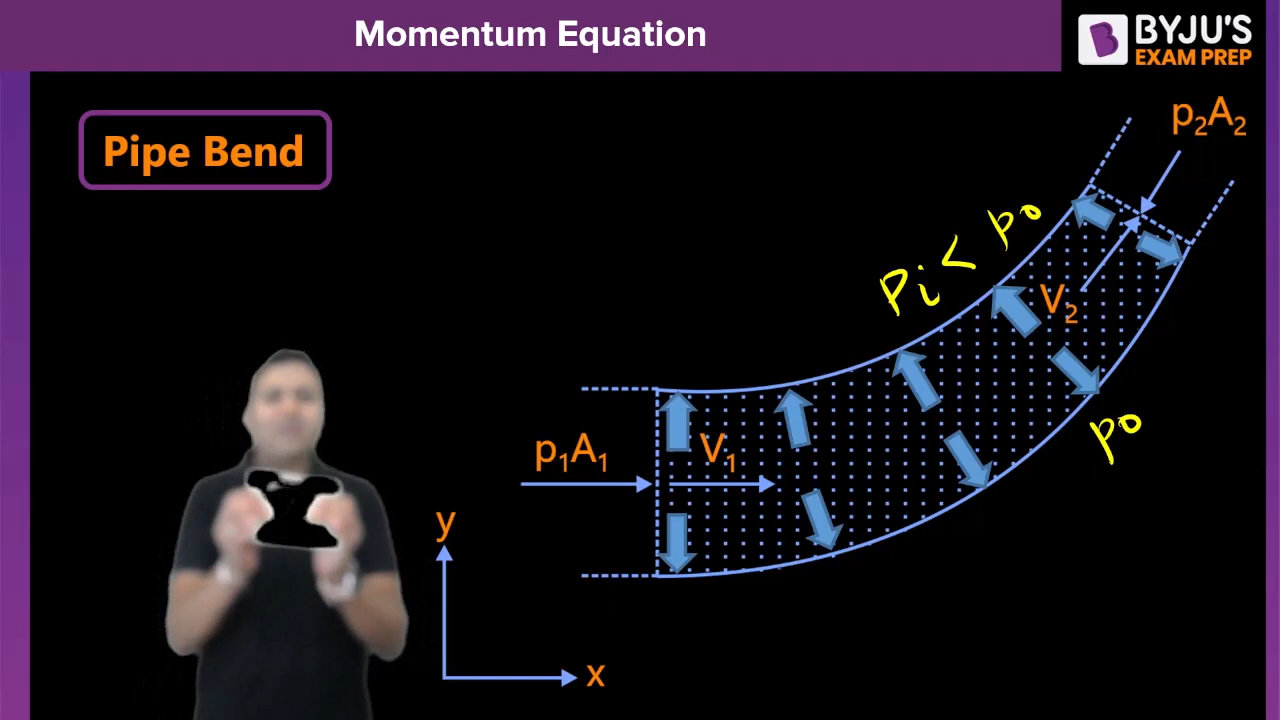 Momentum Equation
BYJU'S
EXAM PREP
Pipe Bend
p₂A₂
Pi < po
V₂
po
p₁A₁
V₁
y
x